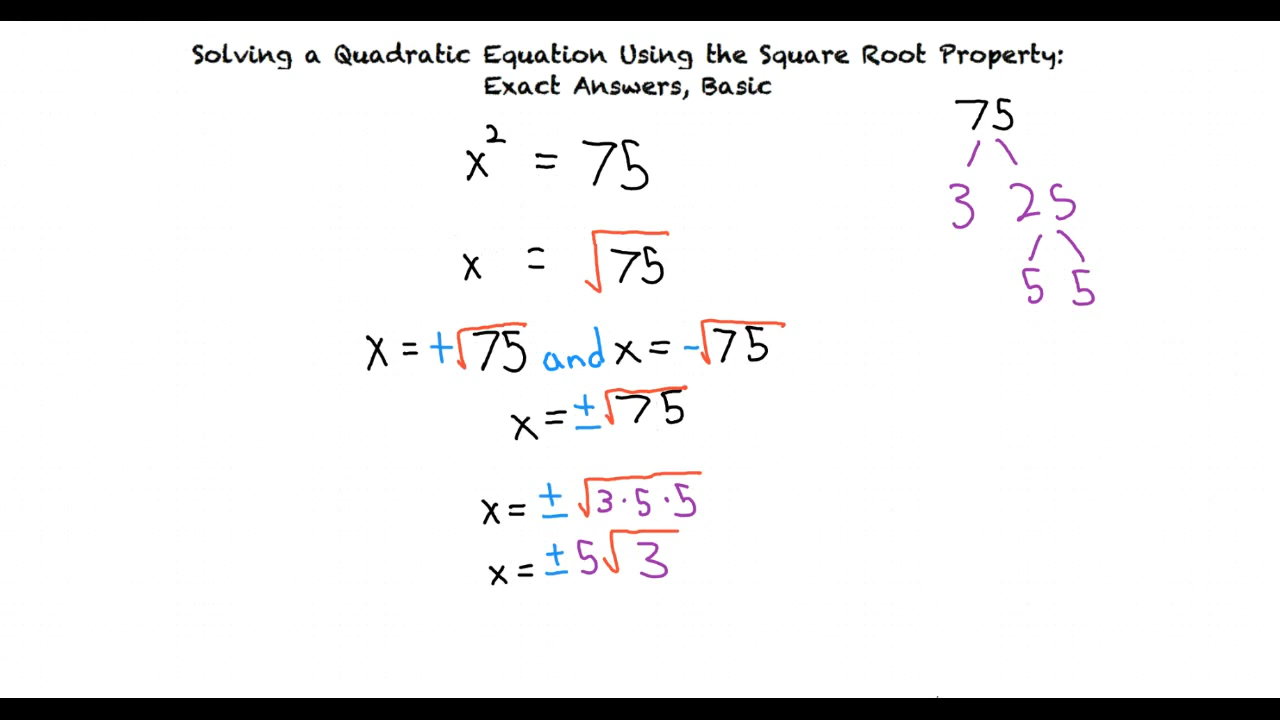 Solving a Quadratic Equation Using the Square Root Property:
Exact Answers, Basic
x² = 75
x = √75
x = +√75 and x = -√75
x = ±√75
x = ±√3·5·5
x = ±5√3
75
3 25
5 5